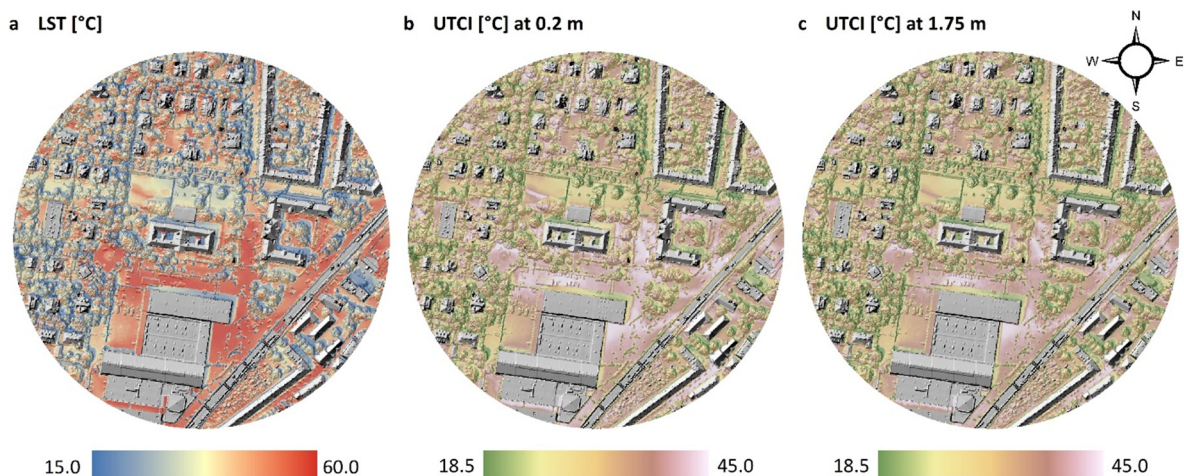 a LST [°C]
b UTCI [°C] at 0.2 m
c UTCI [°C] at 1.75 m
N
W E
S
15.0 60.0
18.5 45.0
18.5 45.0